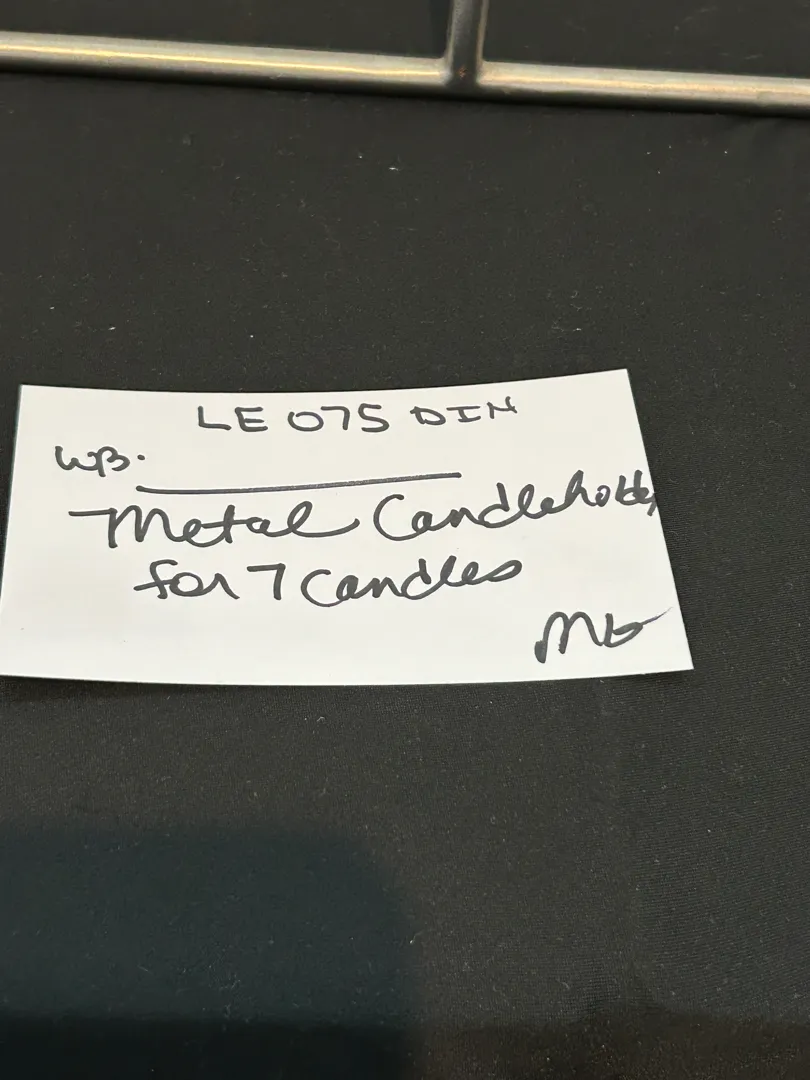 LE 075 DIN
WB.
Metal Candleholder
for 7 Candles